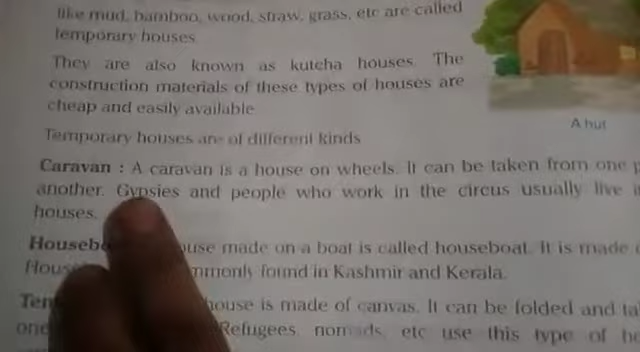 like mud, bamboo, wood, straw, grass, etc are called
temporary houses
They are also known as kutcha houses. The
construction materials of these types of houses are
cheap and easily available
A hut
Temporary houses are of different kinds
Caravan : A caravan is a house on wheels. It can be taken from one
another. Gypsies and people who work in the circus usually live
houses.
made on a boat is called houseboat. It is made
found in Kashmir and Kerala.
house is made of canvas. It can be folded and
Refugees, nomads, etc use this type of